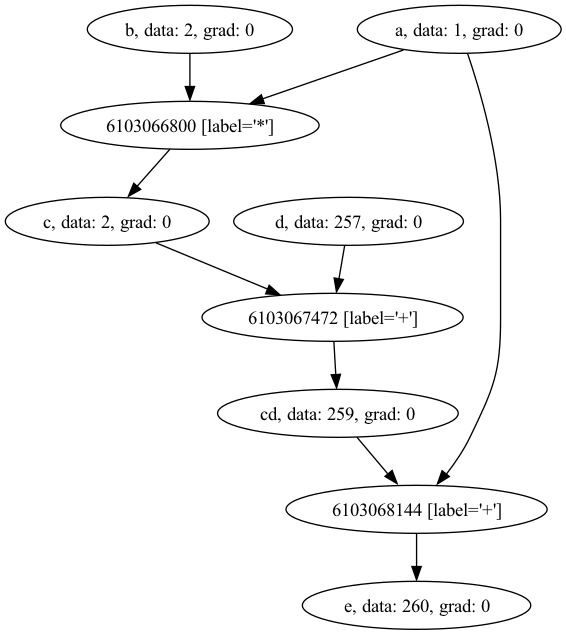 b, data: 2, grad: 0
a, data: 1, grad: 0
6103066800 [label='*']
c, data: 2, grad: 0
d, data: 257, grad: 0
6103067472 [label='+']
cd, data: 259, grad: 0
6103068144 [label='+']
e, data: 260, grad: 0